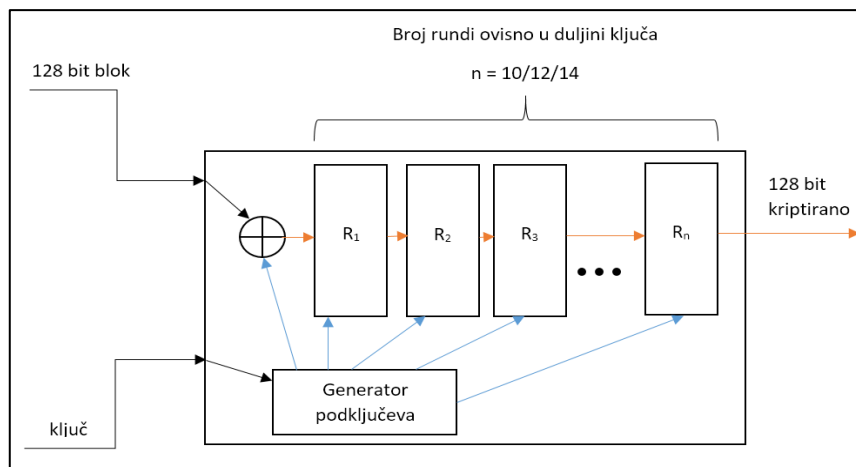 Broj rundi ovisno u duljini ključa
n = 10/12/14
128 bit blok
128 bit
kriptirano
R₁
R₂
R₃
Rₙ
Generator
podključeva
ključ